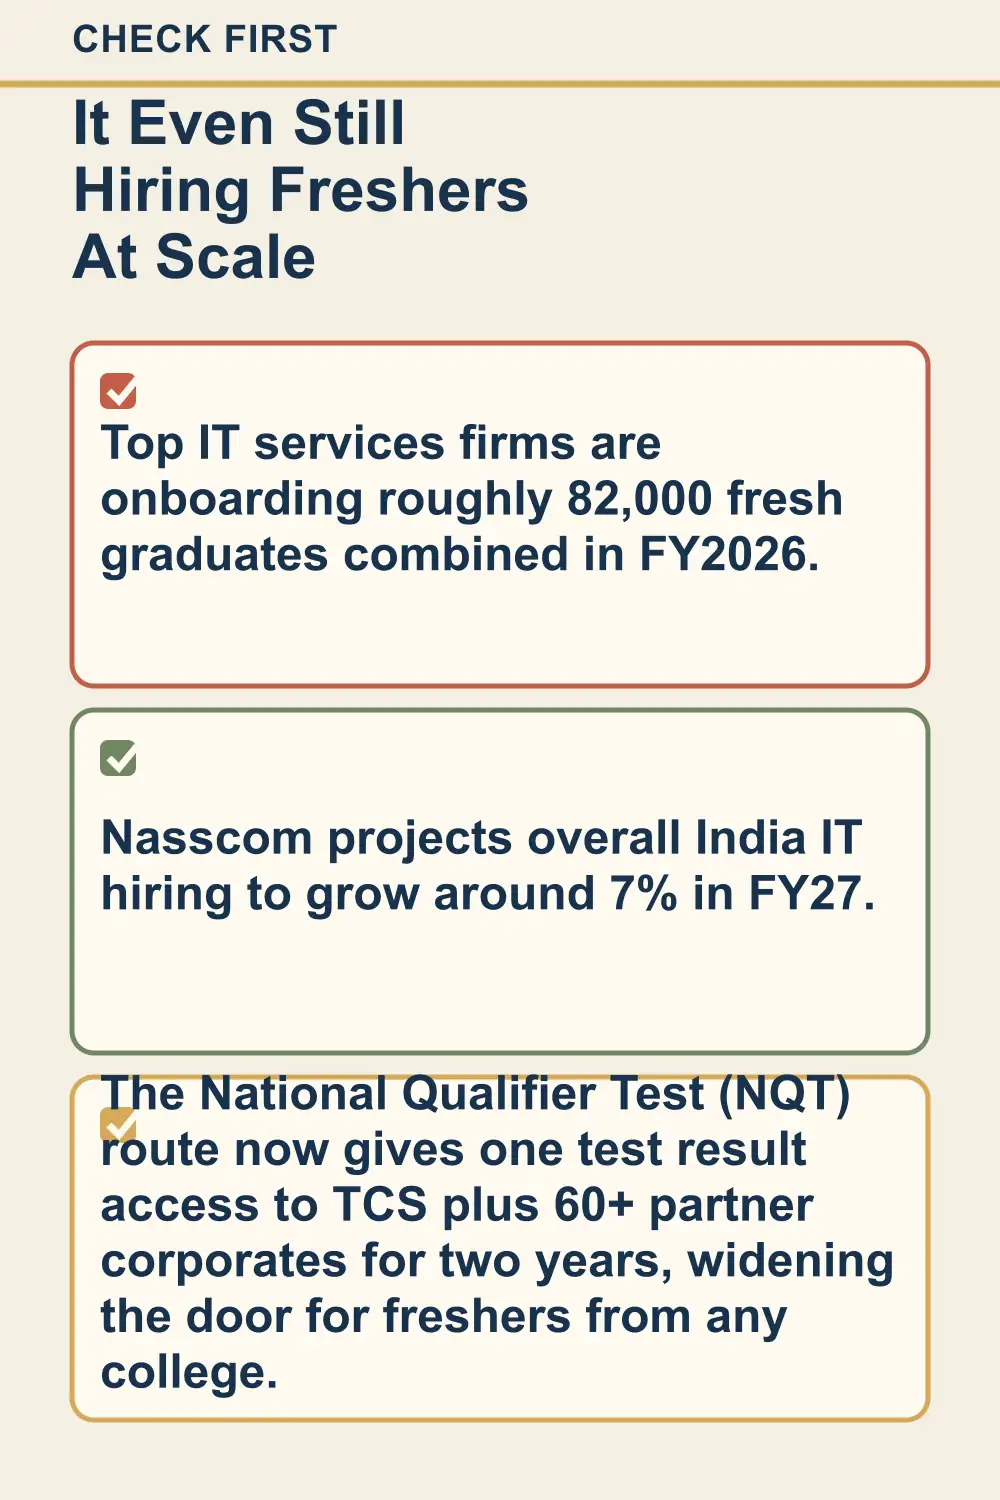 CHECK FIRST
It Even Still
Hiring Freshers
At Scale
Top IT services firms are
onboarding roughly 82,000 fresh
graduates combined in FY2026.
Nasscom projects overall India IT
hiring to grow around 7% in FY27.
The National Qualifier Test (NQT)
route now gives one test result
access to TCS plus 60+ partner
corporates for two years, widening
the door for freshers from any
college.